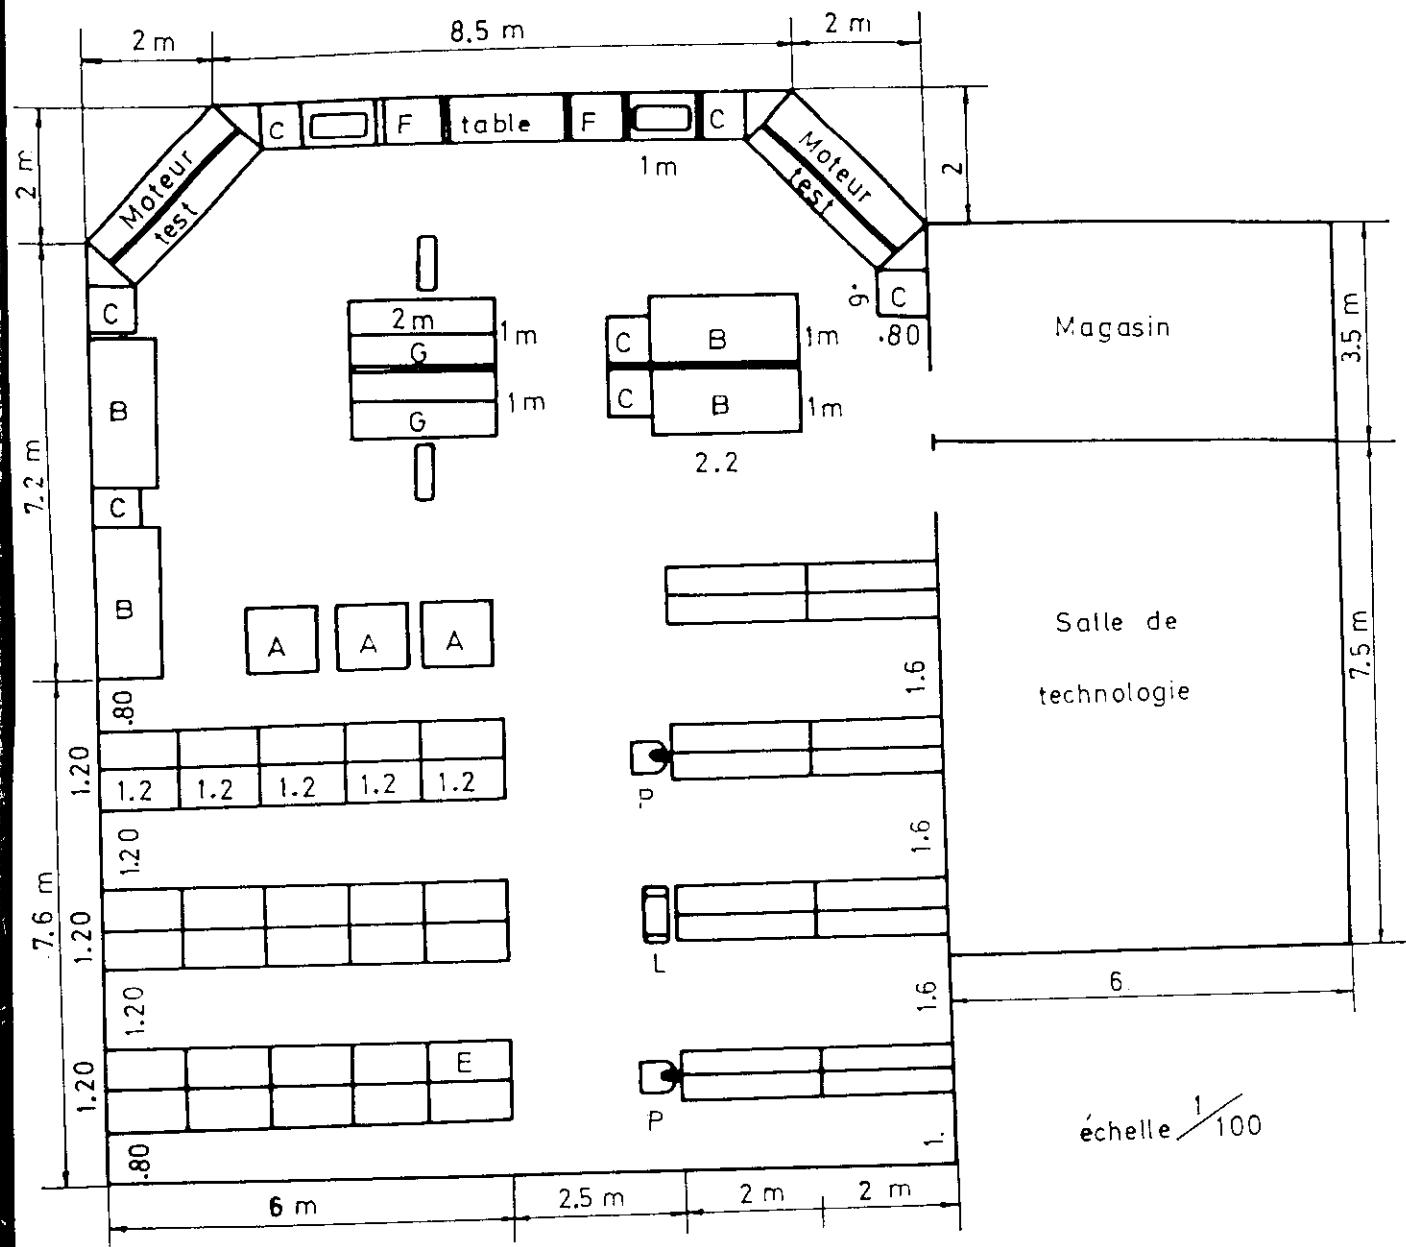 2 m 8.5 m 2 m
C F table F C
Moteur test Moteur test
1 m
2 m 2
C .6 C
.80
2 m 1 m
G
1 m
G
C B 1 m
C B 1 m
2.2
Magasin
3.5 m
B
C
B
7.2 m
A A A
Salle de
technologie
7.5 m
.80
1.6
1.20 1.2 1.2 1.2 1.2 1.2
P
1.20
1.6
7.6 m
1.20
L
1.20
1.6
6
1.20
E
P
.80
1.
échelle 1/100
6 m 2.5 m 2 m 2 m